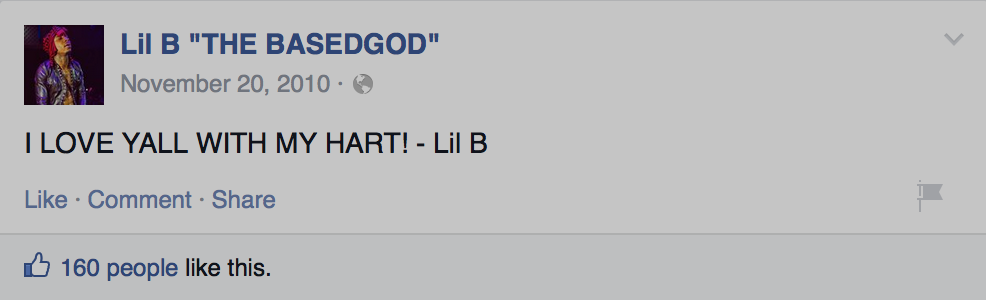 Lil B "THE BASEDGOD"
November 20, 2010 ·
I LOVE YALL WITH MY HART! - Lil B
Like · Comment · Share
160 people like this.